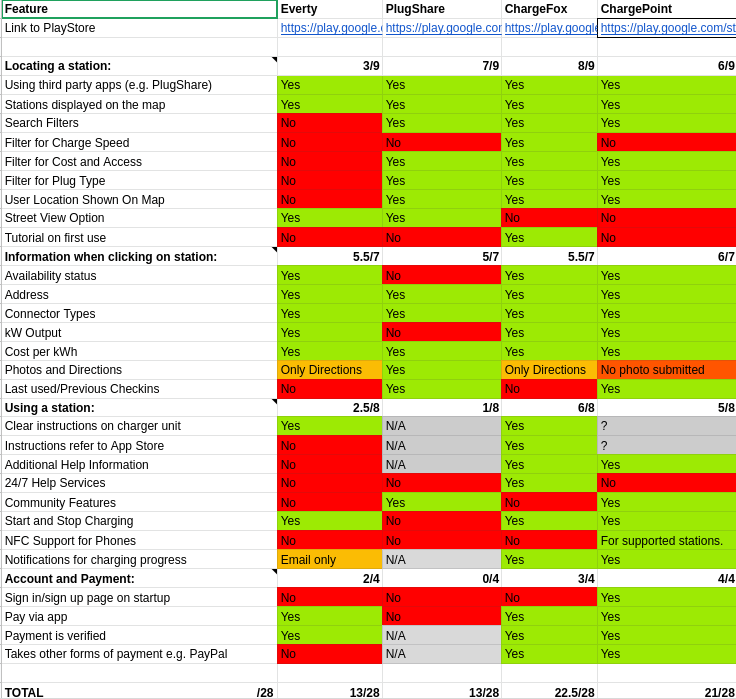 Feature Everty PlugShare ChargeFox ChargePoint
Link to PlayStore https://play.google.c https://play.google.com https://play.google https://play.google.com/st
Locating a station: 3/9 7/9 8/9 6/9
Using third party apps (e.g. PlugShare) Yes Yes Yes Yes
Stations displayed on the map Yes Yes Yes Yes
Search Filters No Yes Yes Yes
Filter for Charge Speed No No Yes No
Filter for Cost and Access No Yes Yes Yes
Filter for Plug Type No Yes Yes Yes
User Location Shown On Map No Yes Yes Yes
Street View Option Yes Yes No No
Tutorial on first use No No Yes No
Information when clicking on station: 5.5/7 5/7 5.5/7 6/7
Availability status Yes No Yes Yes
Address Yes Yes Yes Yes
Connector Types Yes Yes Yes Yes
kW Output Yes No Yes Yes
Cost per kWh Yes Yes Yes Yes
Photos and Directions Only Directions Yes Only Directions No photo submitted
Last used/Previous Checkins No Yes No Yes
Using a station: 2.5/8 1/8 6/8 5/8
Clear instructions on charger unit Yes N/A Yes ?
Instructions refer to App Store No N/A Yes ?
Additional Help Information No N/A Yes Yes
24/7 Help Services No No Yes No
Community Features No Yes No Yes
Start and Stop Charging Yes No Yes Yes
NFC Support for Phones No No No For supported stations.
Notifications for charging progress Email only N/A Yes Yes
Account and Payment: 2/4 0/4 3/4 4/4
Sign in/sign up page on startup No No No Yes
Pay via app Yes No Yes Yes
Payment is verified Yes N/A Yes Yes
Takes other forms of payment e.g. PayPal No N/A Yes Yes
TOTAL /28 13/28 13/28 22.5/28 21/28